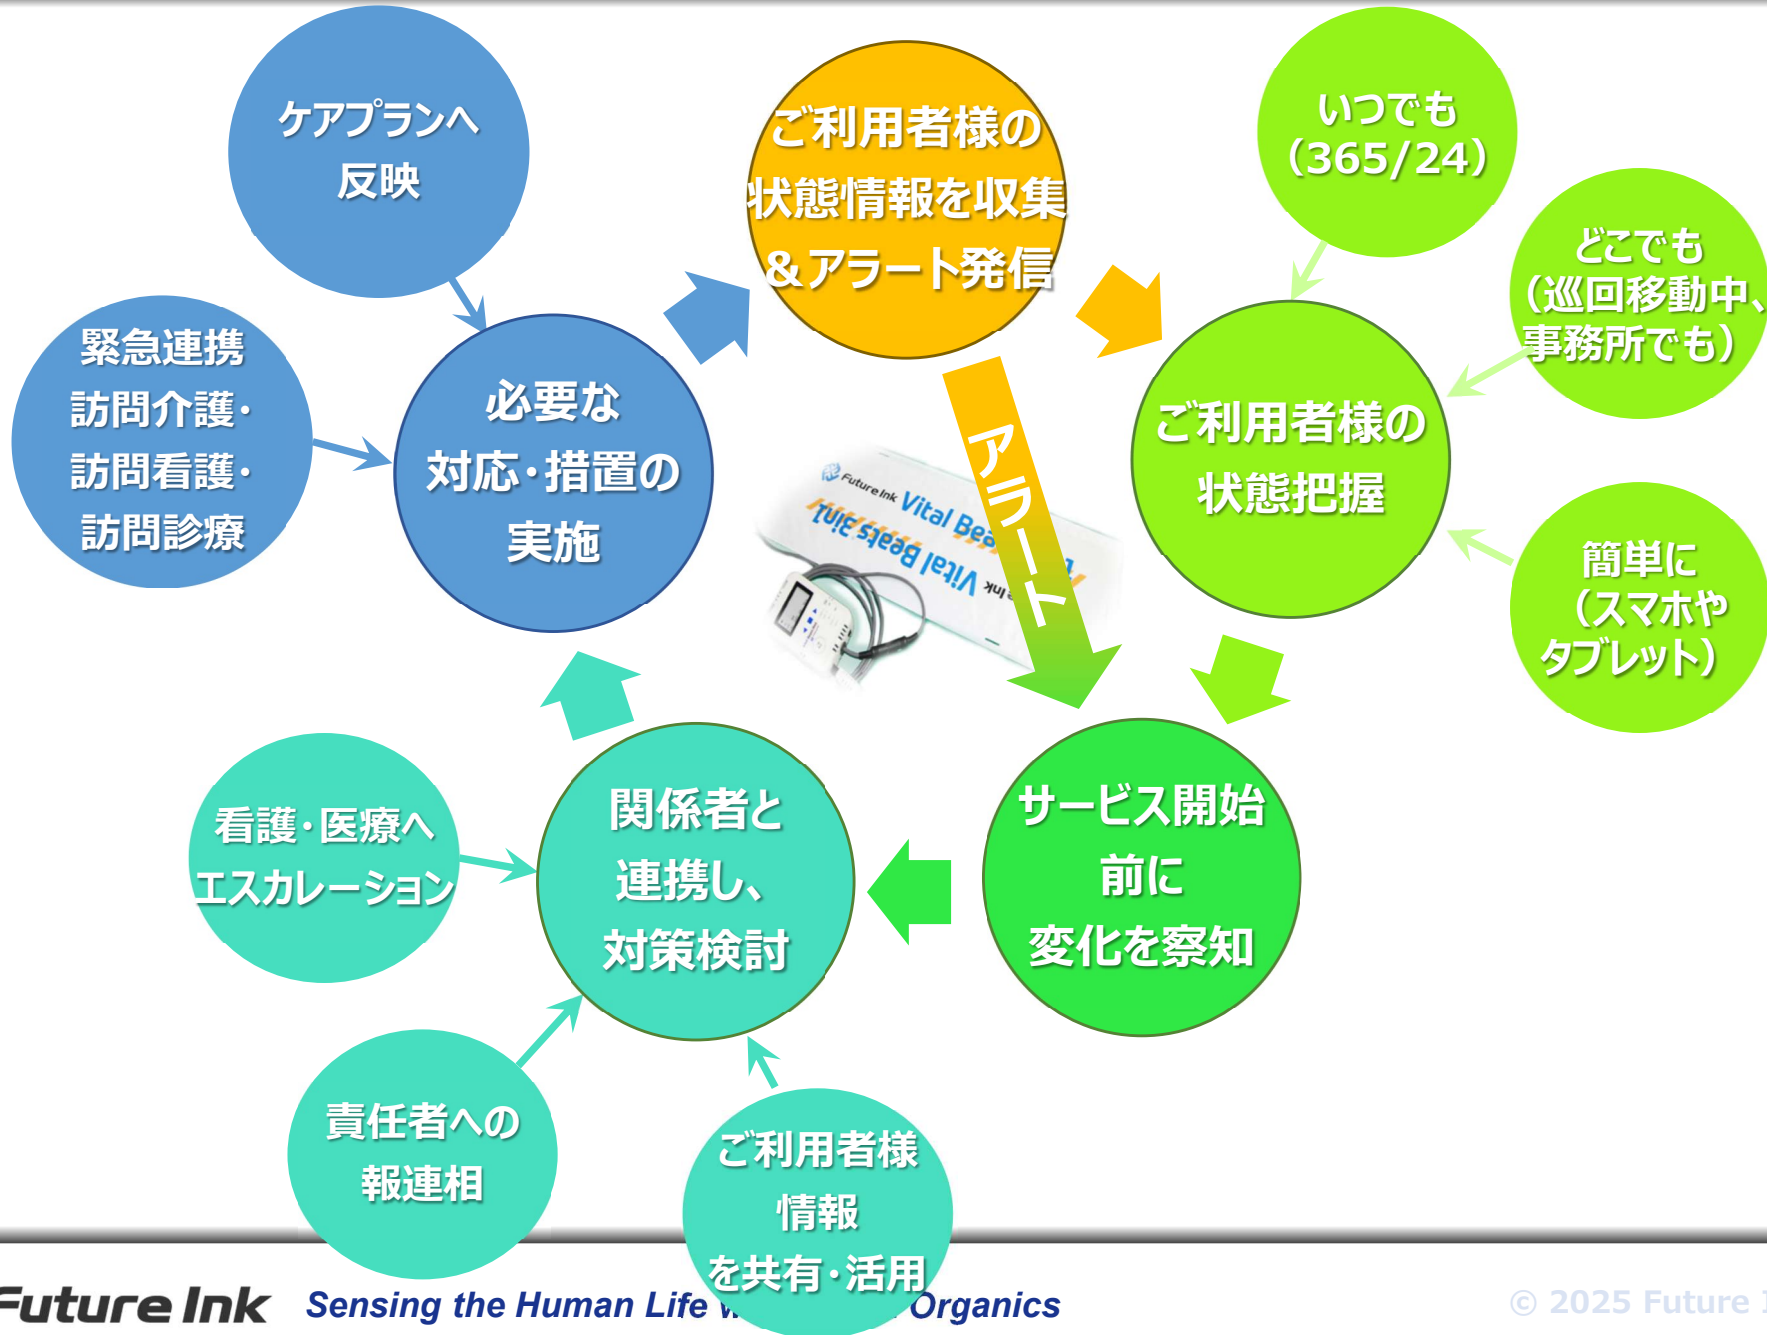 ケアプランへ
反映
ご利用者様の
状態情報を収集
&アラート発信
いつでも
（365/24）
どこでも
（巡回移動中、
事務所でも）
緊急連携
訪問介護・
訪問看護・
訪問診療
必要な
対応・措置の
実施
アラート
Future Ink Vital Bea
Vital Beats 3in1
ご利用者様の
状態把握
簡単に
（スマホや
タブレット）
看護・医療へ
エスカレーション
関係者と
連携し、
対策検討
サービス開始
前に
変化を察知
責任者への
報連相
ご利用者様
情報
を共有・活用
Future Ink
Sensing the Human Life
Organics
© 2025 Future I